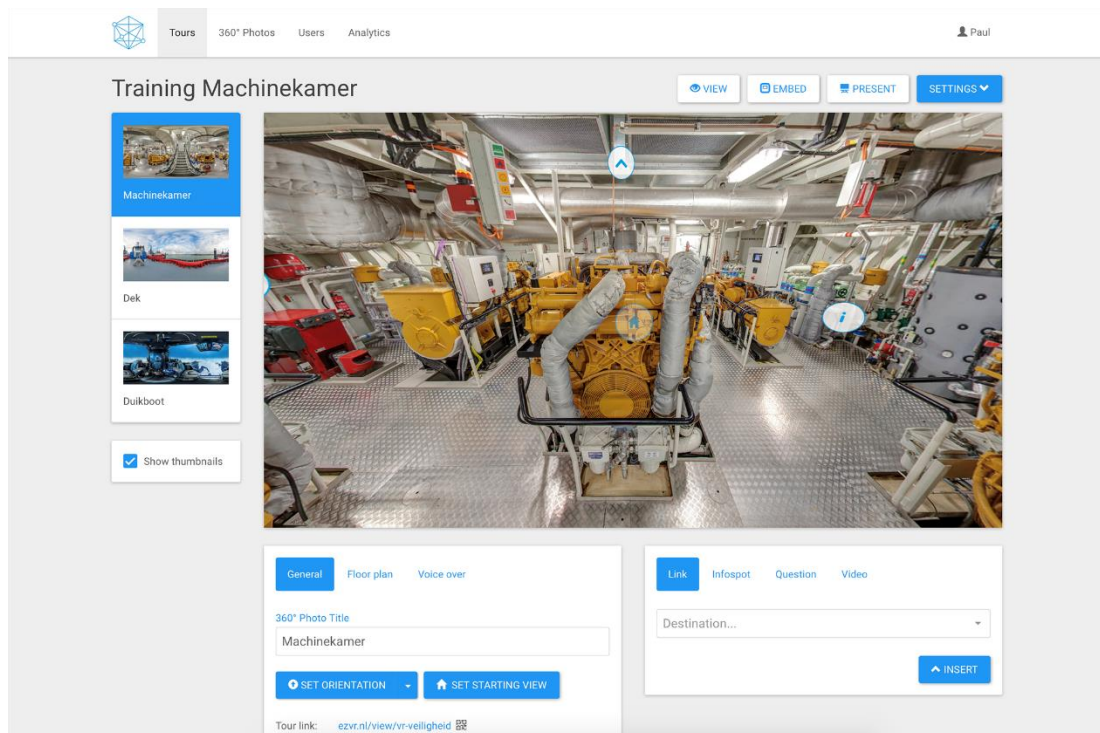 Tours 360° Photos Users Analytics Paul
Training Machinekamer
VIEW EMBED PRESENT SETTINGS
Machinekamer
Dek
Duikboot
Show thumbnails
i
General Floor plan Voice over
360° Photo Title
Machinekamer
SET ORIENTATION SET STARTING VIEW
Tour link: ezvr.nl/view/vr-veiligheid
Link Infospot Question Video
Destination...
INSERT